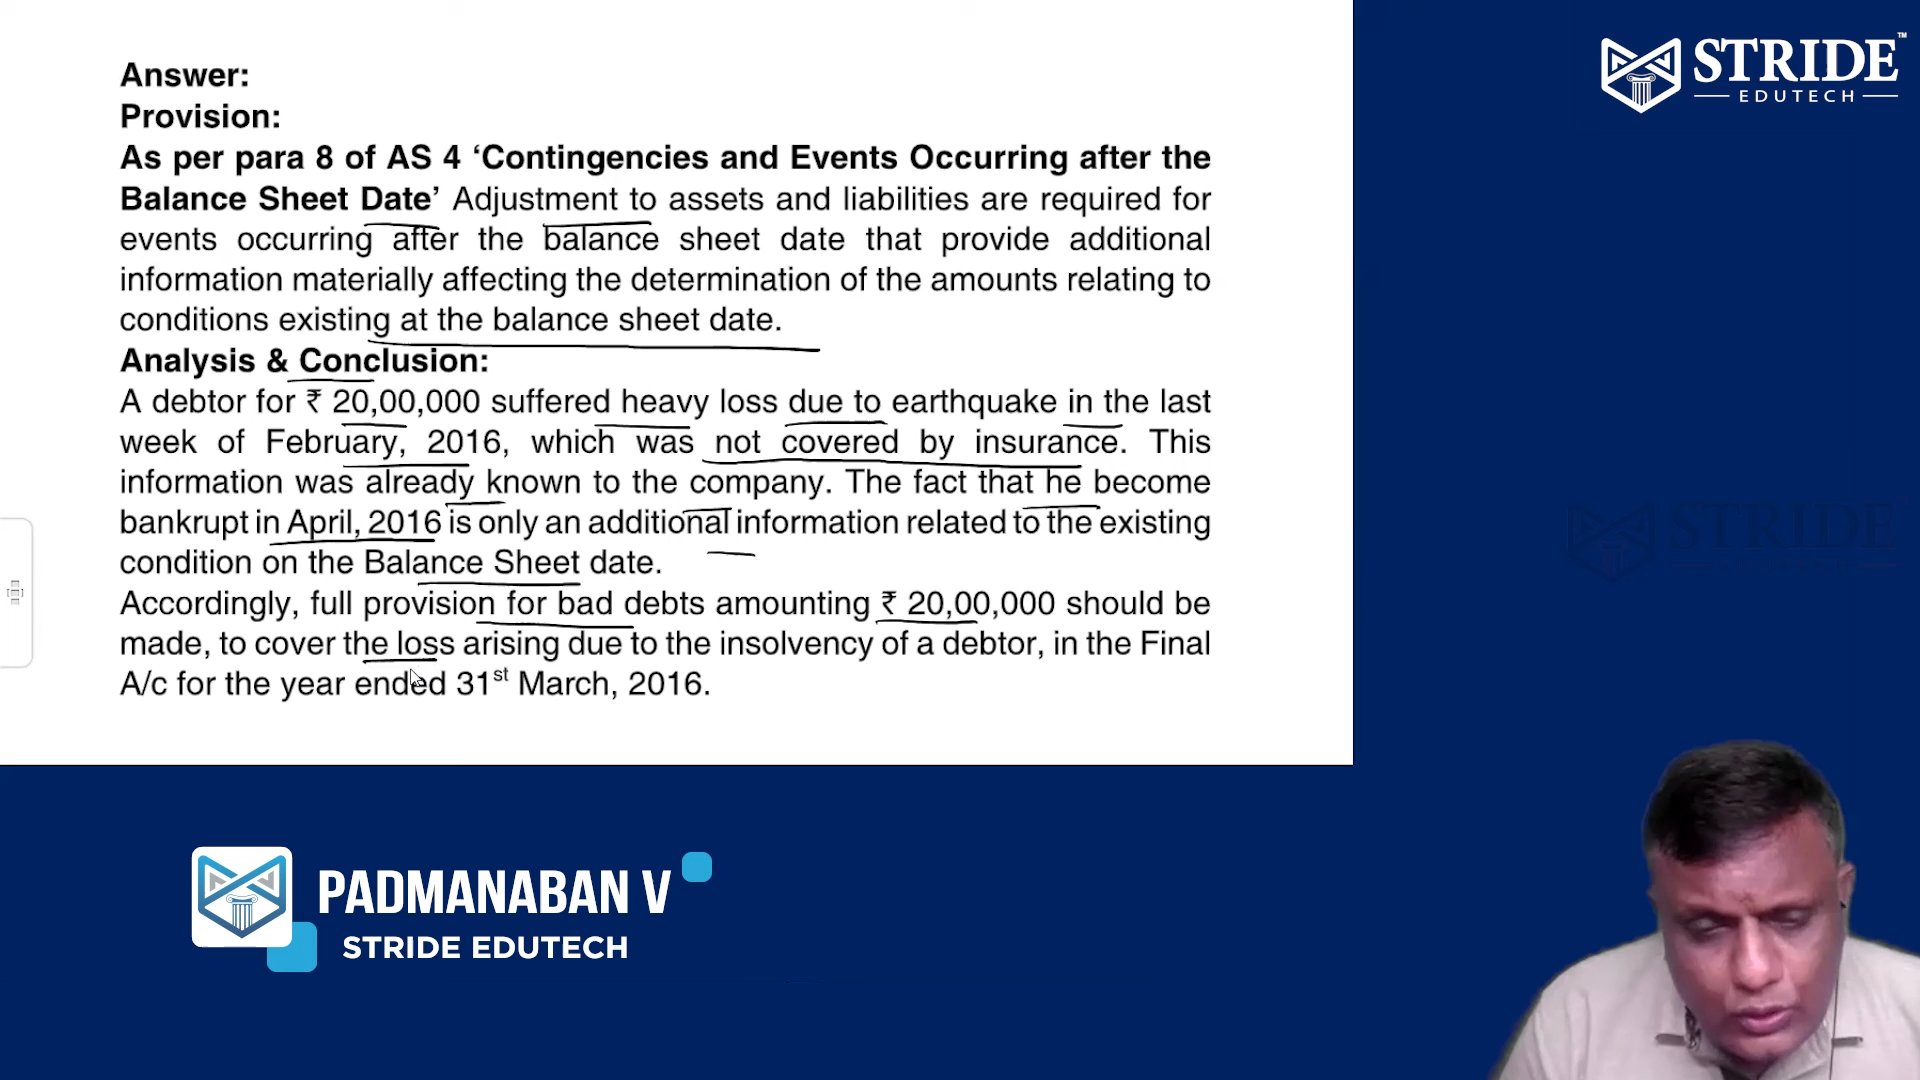 Answer:
Provision:
As per para 8 of AS 4 ‘Contingencies and Events Occurring after the
Balance Sheet Date’ Adjustment to assets and liabilities are required for
events occurring after the balance sheet date that provide additional
information materially affecting the determination of the amounts relating to
conditions existing at the balance sheet date.
Analysis & Conclusion:
A debtor for ₹ 20,00,000 suffered heavy loss due to earthquake in the last
week of February, 2016, which was not covered by insurance. This
information was already known to the company. The fact that he become
bankrupt in April, 2016 is only an additional information related to the existing
condition on the Balance Sheet date.
Accordingly, full provision for bad debts amounting ₹ 20,00,000 should be
made, to cover the loss arising due to the insolvency of a debtor, in the Final
A/c for the year ended 31st March, 2016.
STRIDE™
EDUTECH
STRIDE
PADMANABAN V
STRIDE EDUTECH